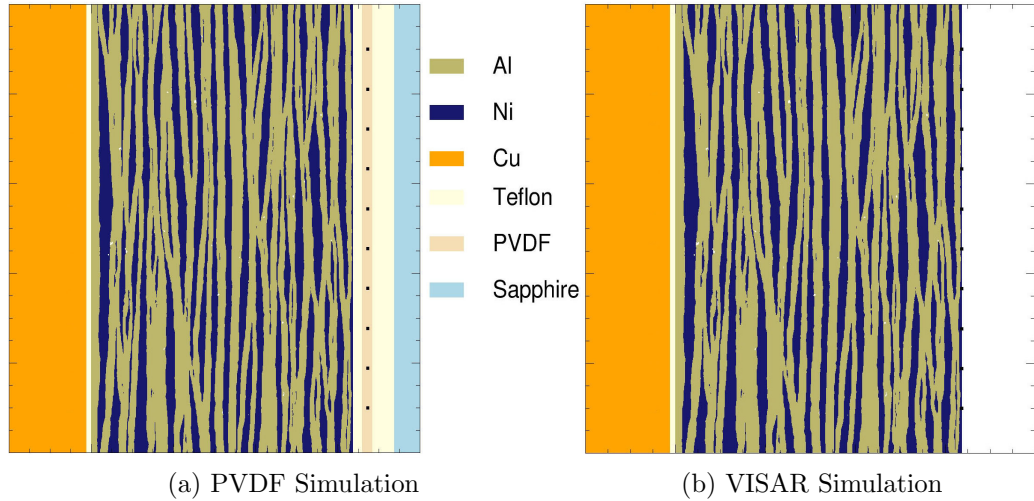 Al
Ni
Cu
Teflon
PVDF
Sapphire
(a) PVDF Simulation
(b) VISAR Simulation